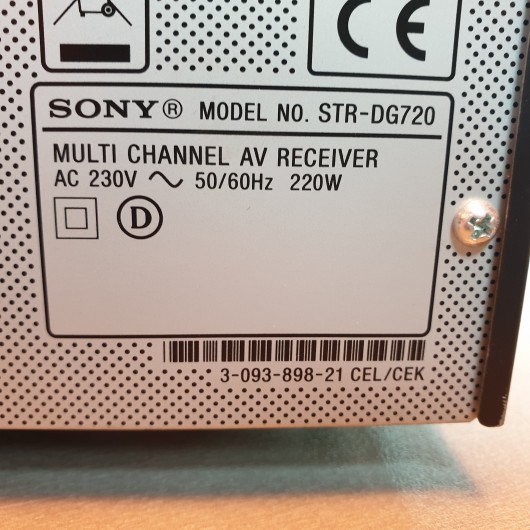 CE
SONY® MODEL NO. STR-DG720
MULTI CHANNEL AV RECEIVER
AC 230V ~ 50/60Hz 220W
D
3-093-898-21 CEL/CEK